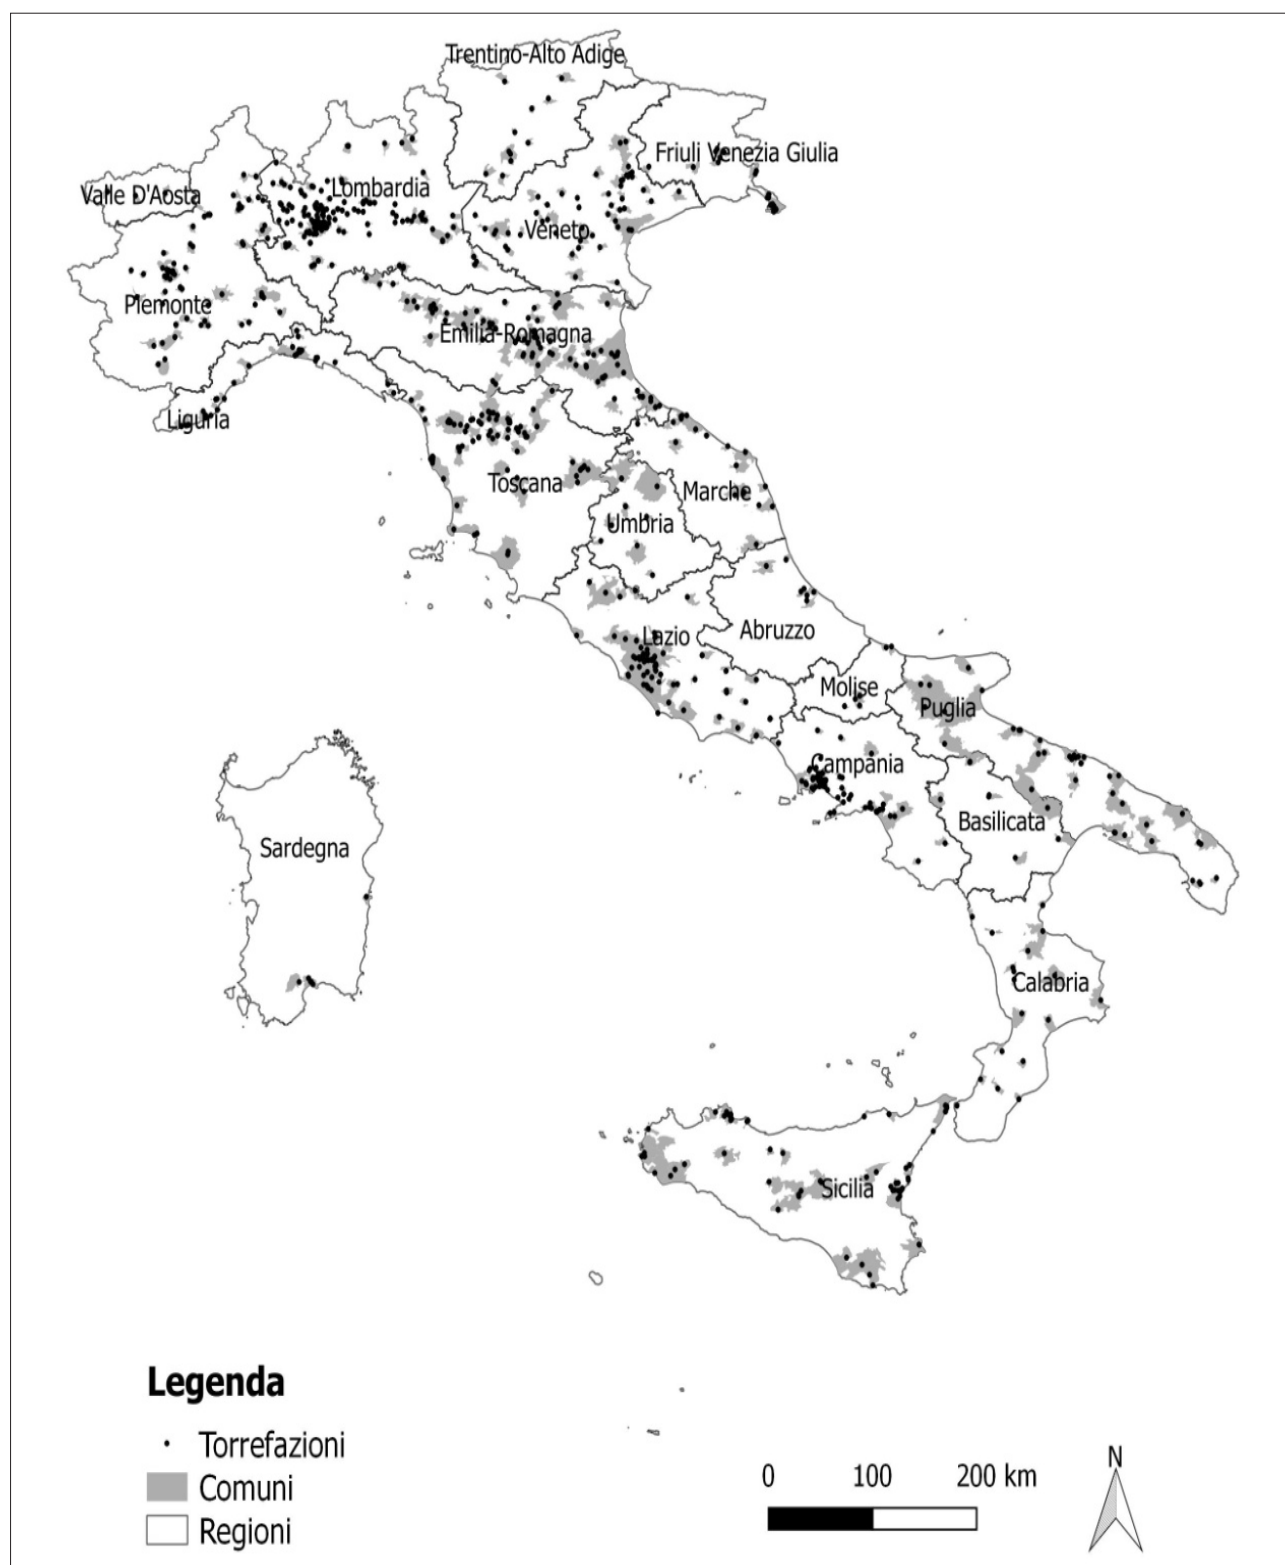 Trentino-Alto Adige
Friuli Venezia Giulia
Valle D'Aosta
Lombardia
Veneto
Piemonte
Emilia-Romagna
Liguria
Toscana
Marche
Umbria
Lazio
Abruzzo
Molise
Puglia
Campania
Basilicata
Sardegna
Calabria
Sicilia
Legenda
Torrefazioni
Comuni
Regioni
0 100 200 km
N